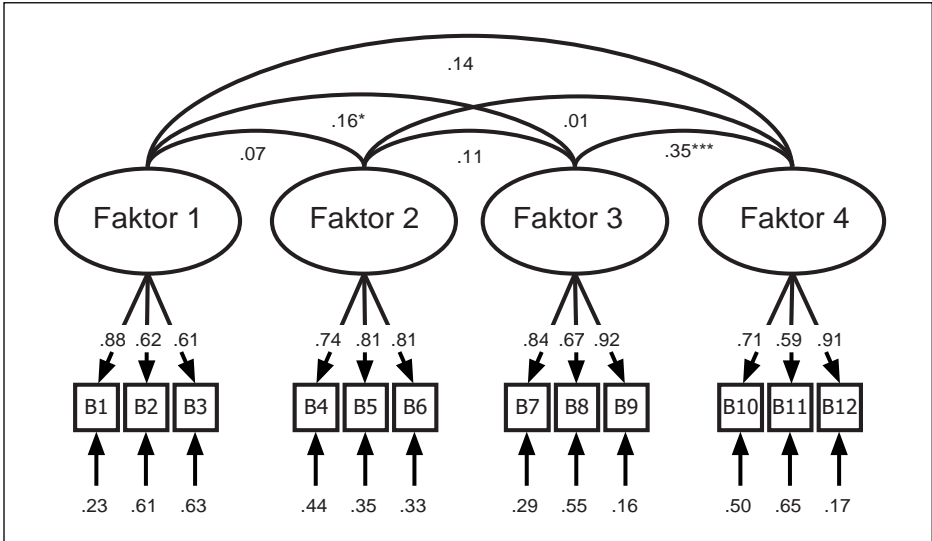 .14
.16* .01
.07 .11 .35***
Faktor 1 Faktor 2 Faktor 3 Faktor 4
.88 .62 .61 .74 .81 .81 .84 .67 .92 .71 .59 .91
B1 B2 B3 B4 B5 B6 B7 B8 B9 B10 B11 B12
.23 .61 .63 .44 .35 .33 .29 .55 .16 .50 .65 .17